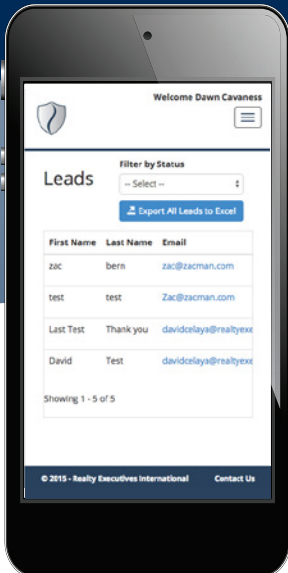 Welcome Dawn Cavaness
Filter by Status
Leads
-- Select --
Export All Leads to Excel
First Name Last Name Email
zac bern zac@zacman.com
test test Zac@zacman.com
Last Test Thank you davidcelaya@realtyexe
David Test davidcelaya@realtyexe
Showing 1 - 5 of 5
© 2015 - Realty Executives International Contact Us